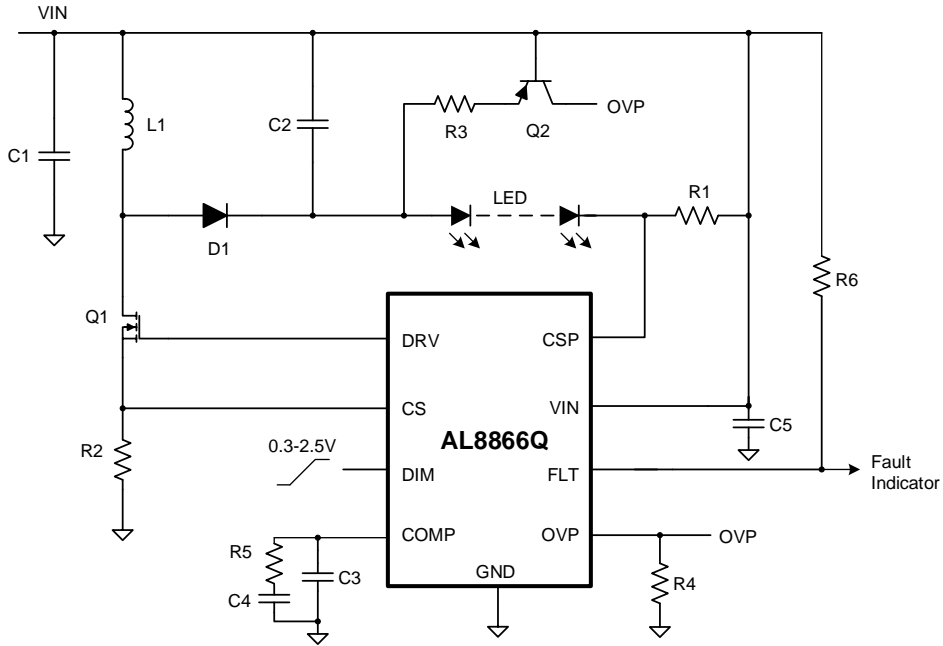 VIN
C1
L1
C2
R3
Q2
OVP
D1
LED
R1
R6
Q1
DRV
CSP
CS
VIN
C5
AL8866Q
R2
0.3-2.5V
DIM
FLT
Fault
Indicator
COMP
OVP
OVP
R5
C3
C4
GND
R4